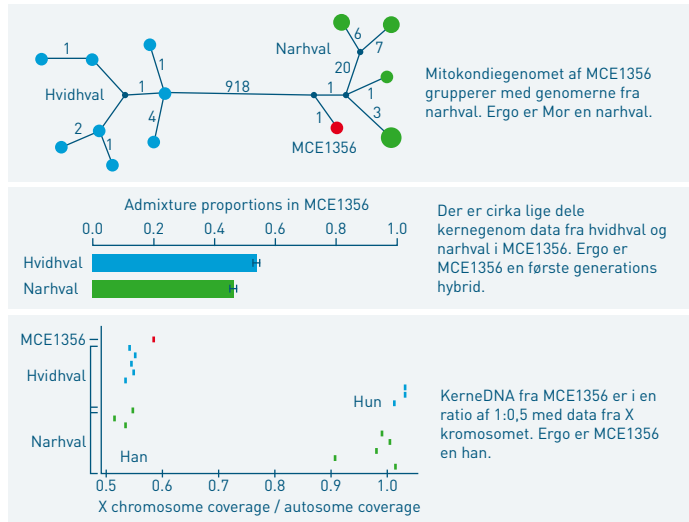 1
1
Hvidhval
1
4
2
1
918
Narhval
6
7
20
1
1
3
1
MCE1356
Mitokondiegenomet af MCE1356
grupperer med genomerne fra
narhval. Ergo er Mor en narhval.
Admixture proportions in MCE1356
0.0 0.2 0.4 0.6 0.8 1.0
Hvidhval
Narhval
Der er cirka lige dele
kernegenom data fra hvidhval og
narhval i MCE1356. Ergo er
MCE1356 en første generations
hybrid.
MCE1356
Hvidhval
Hun
Narhval
Han
0.5 0.6 0.7 0.8 0.9 1.0
X chromosome coverage / autosome coverage
KerneDNA fra MCE1356 er i en
ratio af 1:0,5 med data fra X
kromosomet. Ergo er MCE1356
en han.